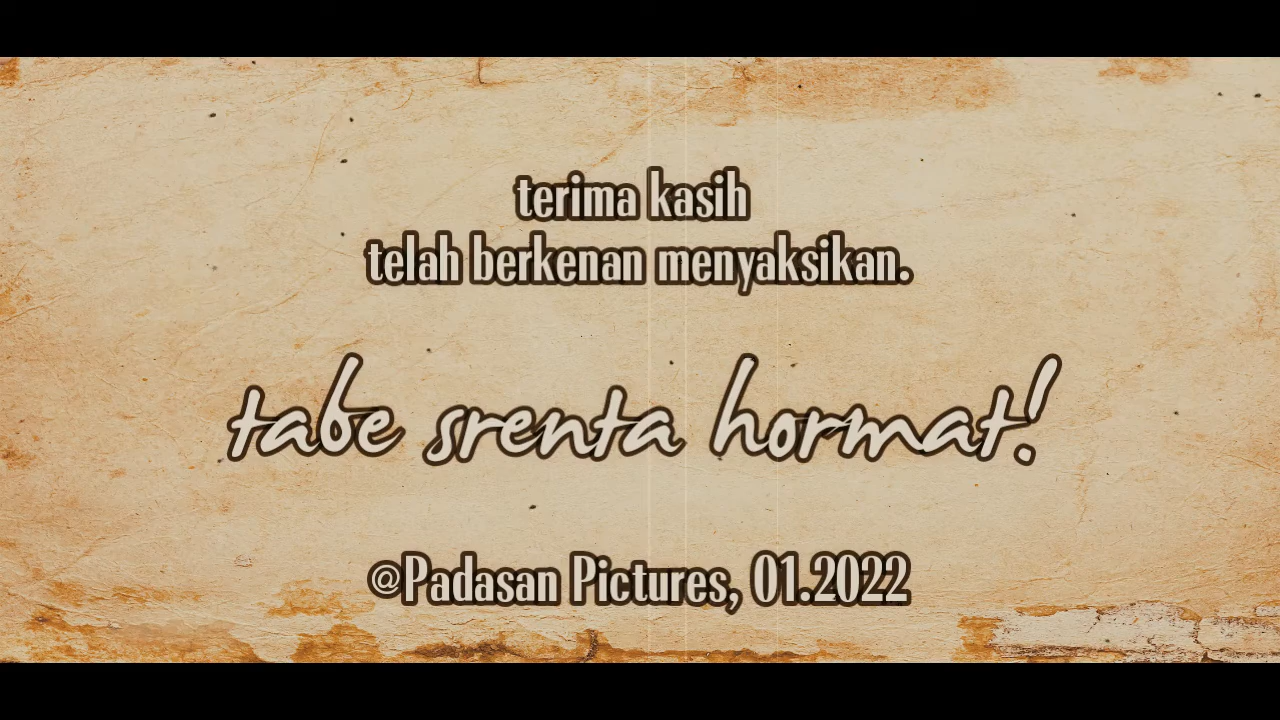 terima kasih
telah berkenan menyaksikan.
tabe srenta hormat!
@Padasan Pictures, 01.2022